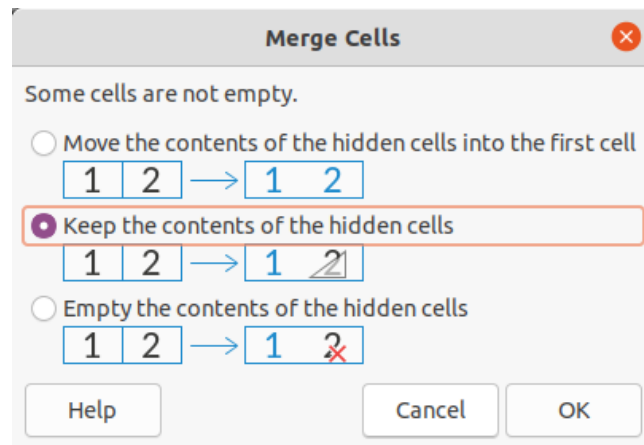 Merge Cells
Some cells are not empty.
Move the contents of the hidden cells into the first cell
1 2 1 2
Keep the contents of the hidden cells
1 2 1 2
Empty the contents of the hidden cells
1 2 1 2
Help Cancel OK